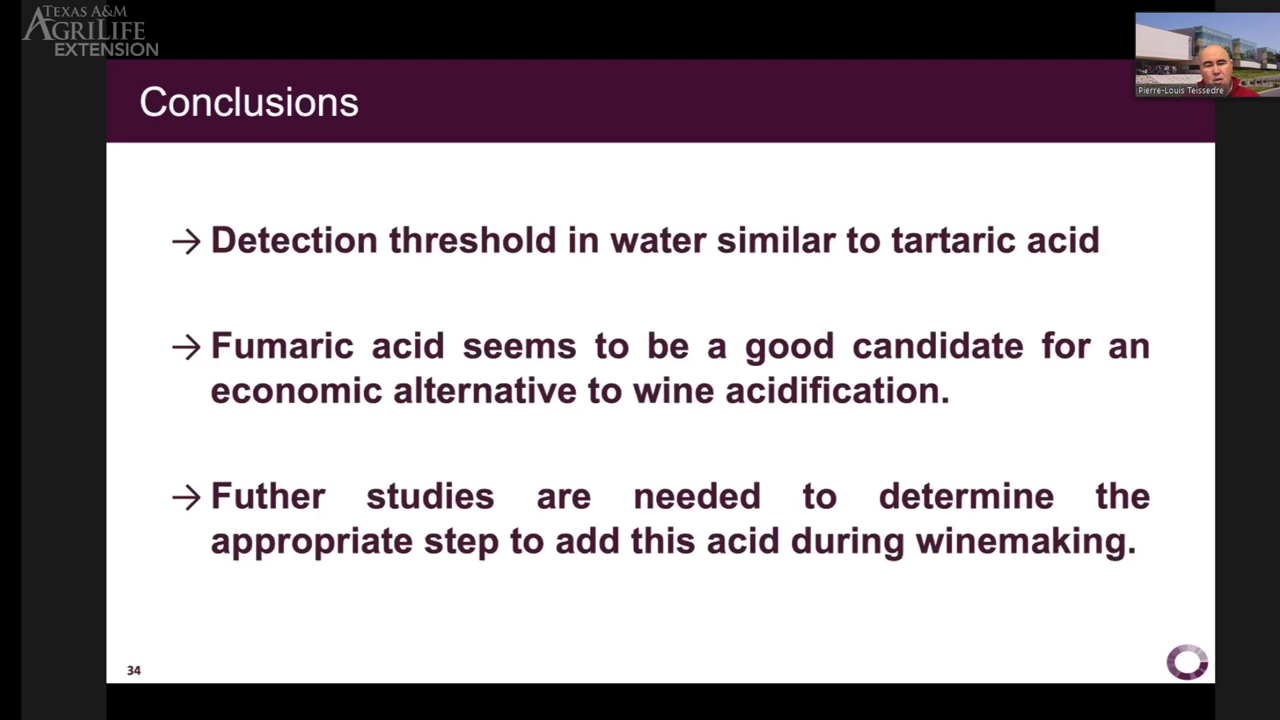 TEXAS A&M
AGRILIFE
EXTENSION
Pierre-Louis Teissedre
Conclusions
→ Detection threshold in water similar to tartaric acid
→ Fumaric acid seems to be a good candidate for an
economic alternative to wine acidification.
→ Futher studies are needed to determine the
appropriate step to add this acid during winemaking.
34